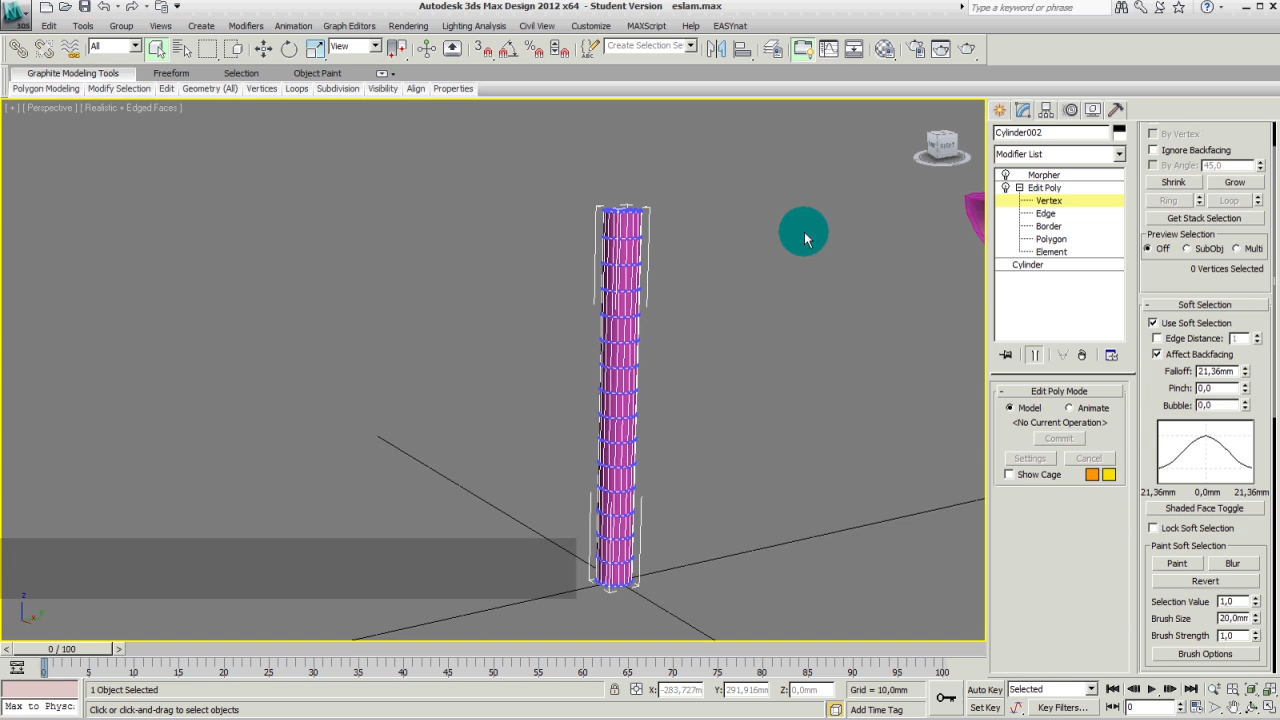 Autodesk 3ds Max Design 2012 x64 - Student Version eslam.max
Type a keyword or phrase
3DS
Edit Tools Group Views Create Modifiers Animation Graph Editors Rendering Lighting Analysis Civil View Customize MAXScript Help EASYnat
All View Create Selection Se
Graphite Modeling Tools Freeform Selection Object Paint
Polygon Modeling Modify Selection Edit Geometry (All) Vertices Loops Subdivision Visibility Align Properties
[ + ] [ Perspective ] [ Realistic + Edged Faces ]
Cylinder002
Modifier List
Morpher
Edit Poly
Vertex
Edge
Border
Polygon
Element
Cylinder
Edit Poly Mode
Model Animate
<No Current Operation>
Commit
Settings Cancel
Show Cage
By Vertex
Ignore Backfacing
By Angle: 45,0
Shrink Grow
Ring Loop
Get Stack Selection
Preview Selection
Off SubObj Multi
0 Vertices Selected
Soft Selection
Use Soft Selection
Edge Distance: 1
Affect Backfacing
Falloff: 21,36mm
Pinch: 0,0
Bubble: 0,0
21,36mm 0,0mm 21,36mm
Shaded Face Toggle
Lock Soft Selection
Paint Soft Selection
Paint Blur
Revert
Selection Value 1,0
Brush Size 20,0mm
Brush Strength 1,0
Brush Options
z
x
y
< 0 / 100 >
0 5 10 15 20 25 30 35 40 45 50 55 60 65 70 75 80 85 90 95 100
1 Object Selected X: -283,727m Y: 291,916mm Z: 0,0mm Grid = 10,0mm Auto Key Selected
Max to Physc. Click or click-and-drag to select objects Add Time Tag Set Key Key Filters... 0